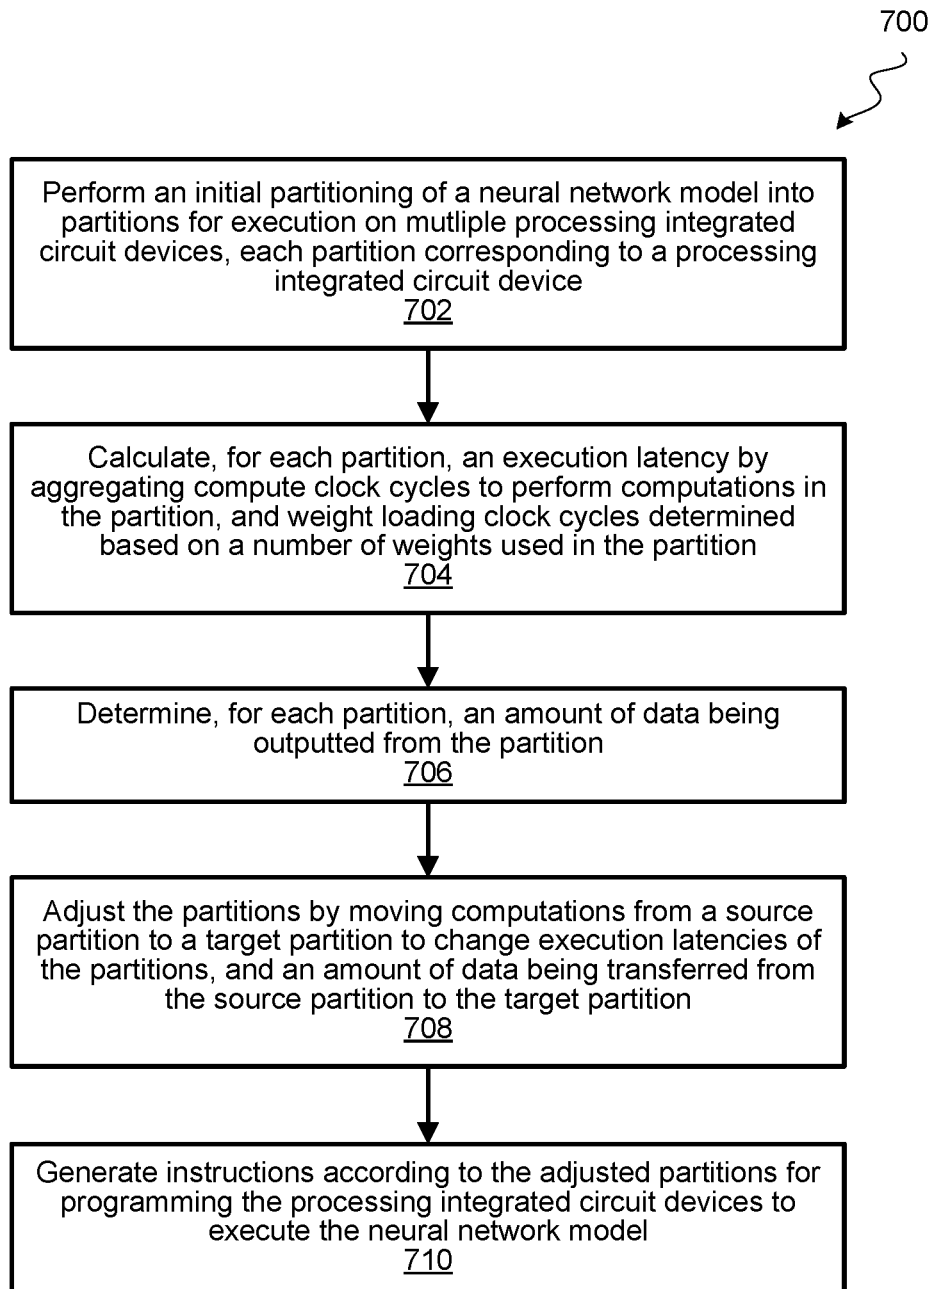 700
Perform an initial partitioning of a neural network model into
partitions for execution on mutliple processing integrated
circuit devices, each partition corresponding to a processing
integrated circuit device
702
Calculate, for each partition, an execution latency by
aggregating compute clock cycles to perform computations in
the partition, and weight loading clock cycles determined
based on a number of weights used in the partition
704
Determine, for each partition, an amount of data being
outputted from the partition
706
Adjust the partitions by moving computations from a source
partition to a target partition to change execution latencies of
the partitions, and an amount of data being transferred from
the source partition to the target partition
708
Generate instructions according to the adjusted partitions for
programming the processing integrated circuit devices to
execute the neural network model
710